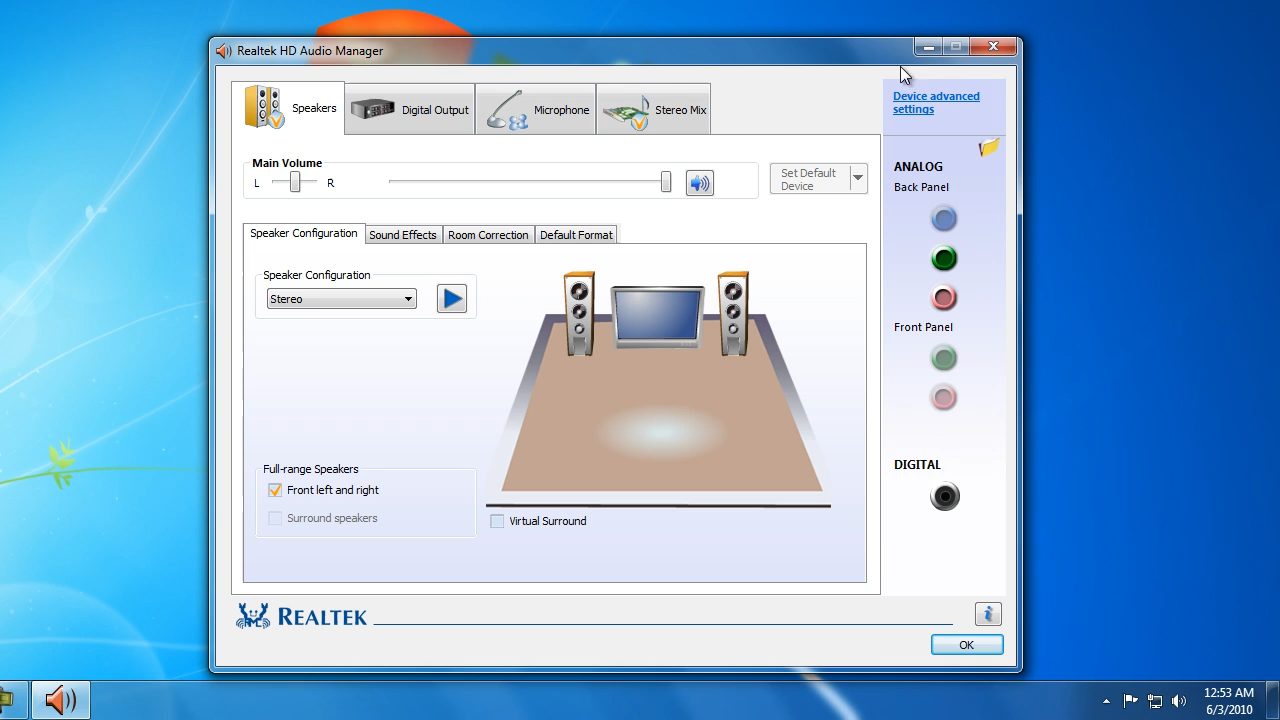 Realtek HD Audio Manager
Speakers
Digital Output
Microphone
Stereo Mix
Device advanced
settings
Main Volume
L
R
Set Default
Device
ANALOG
Back Panel
Speaker Configuration
Sound Effects
Room Correction
Default Format
Speaker Configuration
Stereo
Front Panel
Full-range Speakers
Front left and right
Surround speakers
Virtual Surround
DIGITAL
REALTEK
OK
12:53 AM
6/3/2010